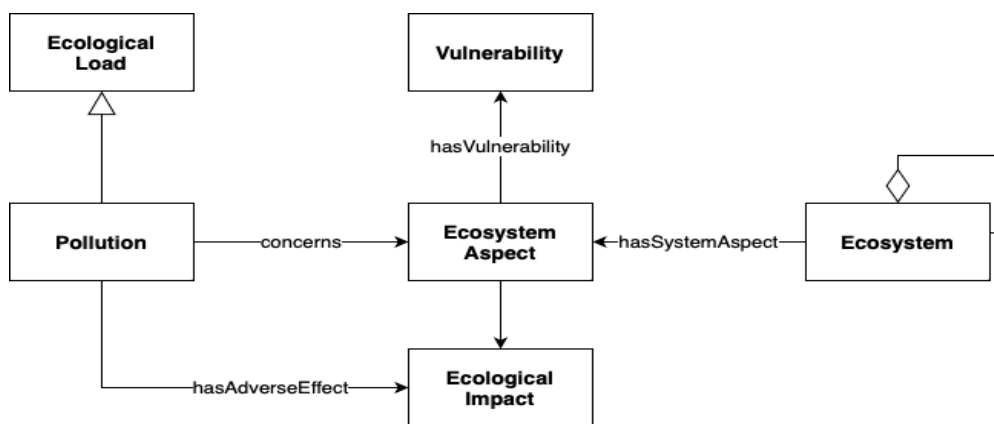 Ecological
Load
Vulnerability
hasVulnerability
Pollution
concerns
Ecosystem
Aspect
hasSystemAspect
Ecosystem
hasAdverseEffect
Ecological
Impact